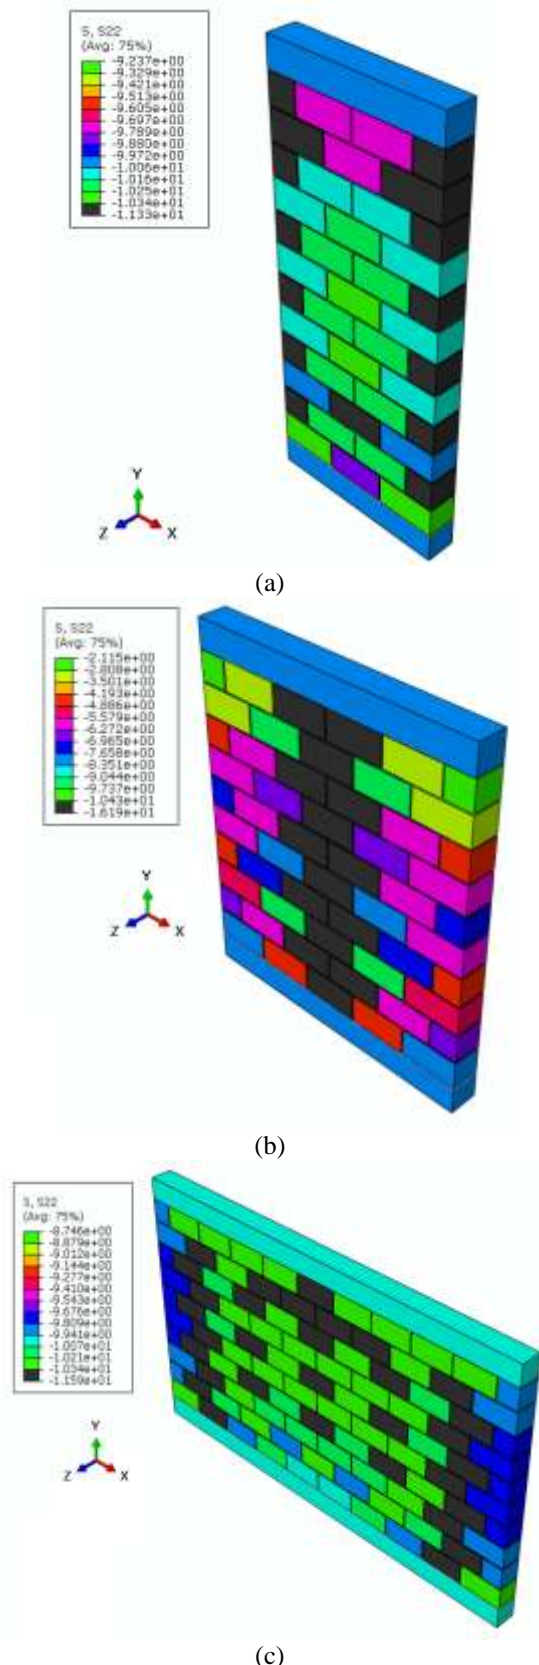 S, S22
(Avg: 75%)
-9.237e+00
-9.329e+00
-9.421e+00
-9.513e+00
-9.605e+00
-9.697e+00
-9.789e+00
-9.880e+00
-9.972e+00
-1.006e+01
-1.016e+01
-1.025e+01
-1.034e+01
-1.133e+01
Y
Z
X
(a)
S, S22
(Avg: 75%)
-2.115e+00
-2.808e+00
-3.501e+00
-4.193e+00
-4.886e+00
-5.579e+00
-6.272e+00
-6.965e+00
-7.658e+00
-8.351e+00
-9.044e+00
-9.737e+00
-1.043e+01
-1.619e+01
Y
Z
X
(b)
S, S22
(Avg: 75%)
-8.746e+00
-8.879e+00
-9.012e+00
-9.144e+00
-9.277e+00
-9.410e+00
-9.543e+00
-9.676e+00
-9.809e+00
-9.941e+00
-1.007e+01
-1.021e+01
-1.034e+01
-1.159e+01
Y
Z
X
(c)